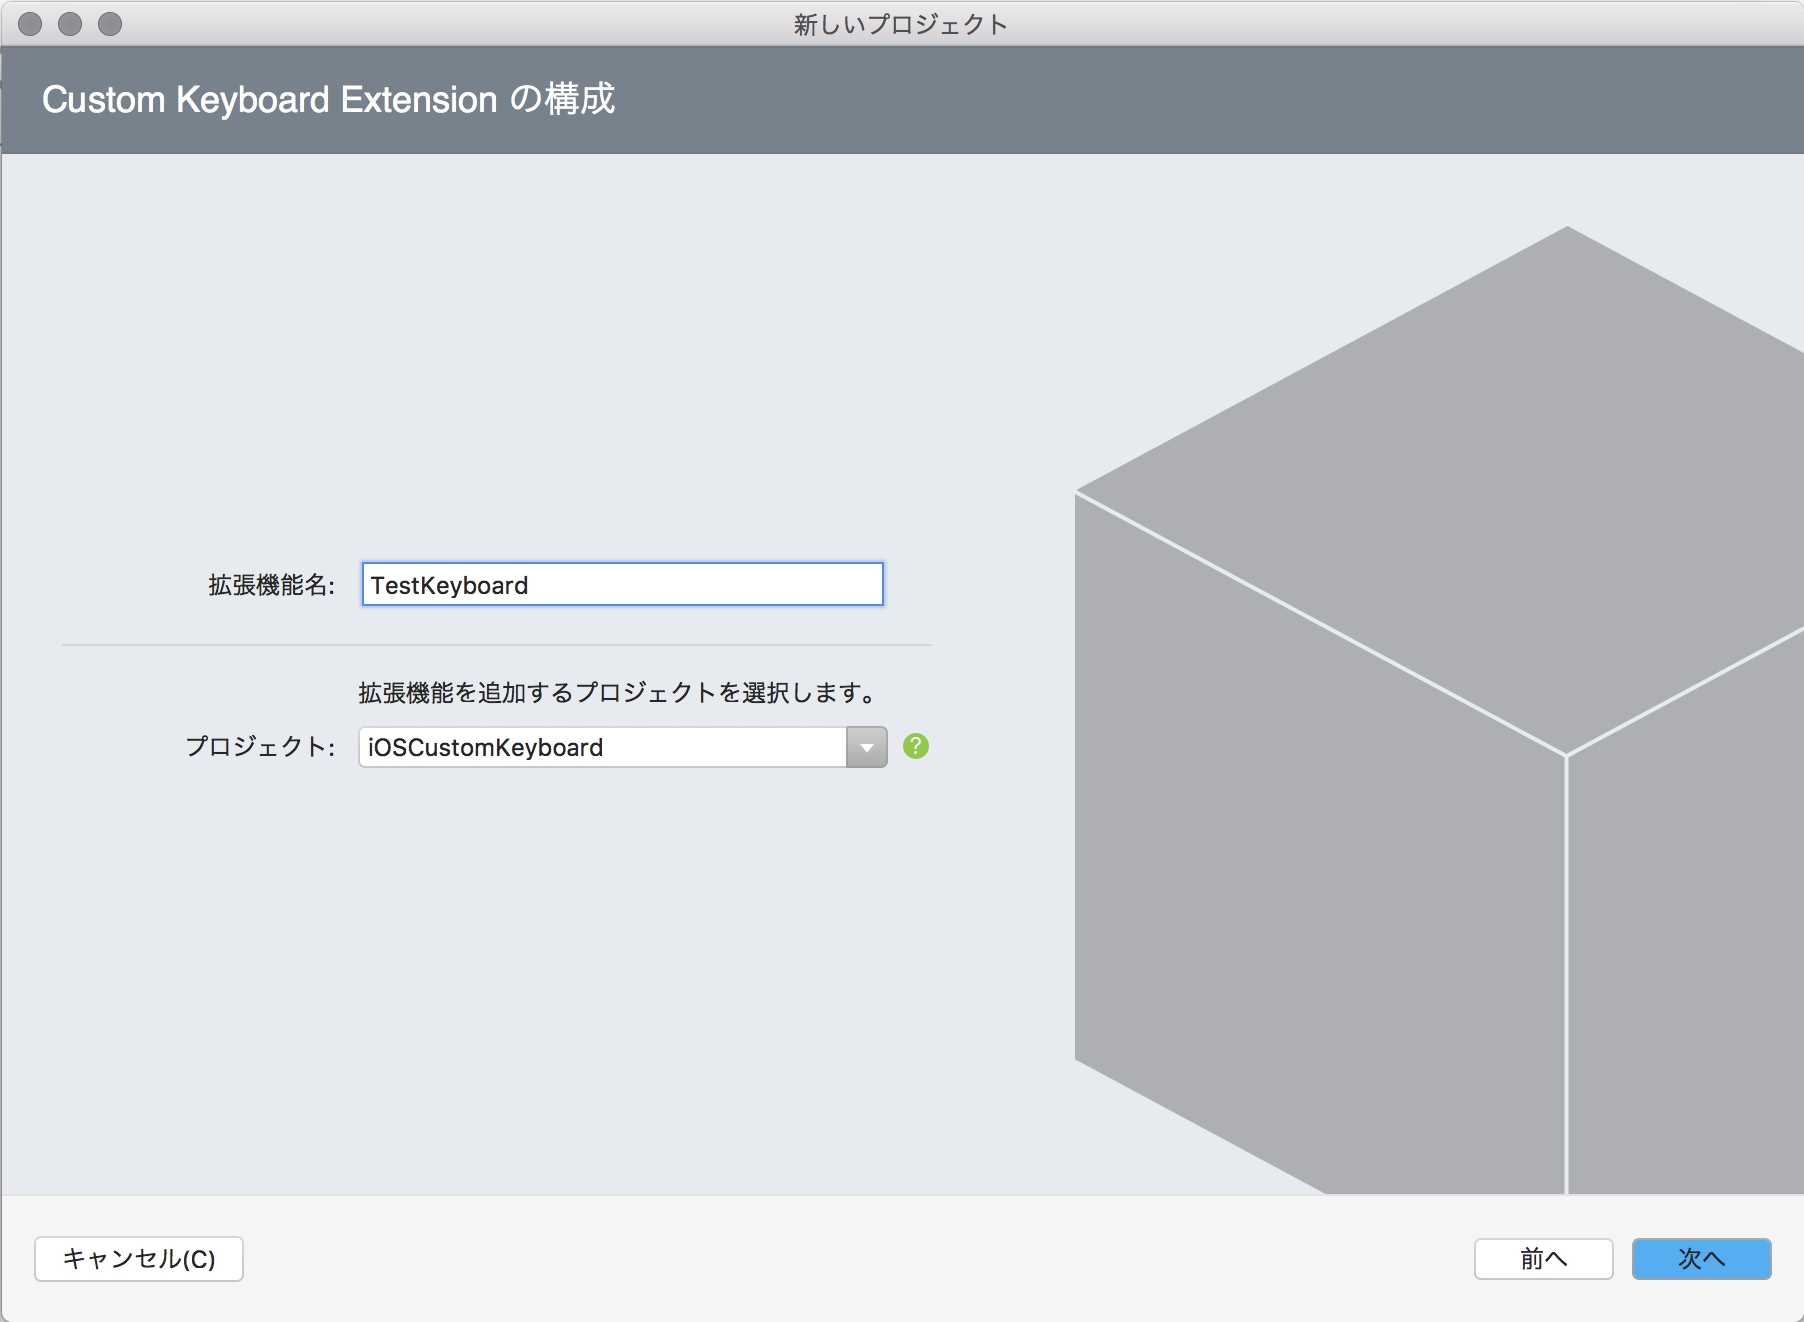 新しいプロジェクト
Custom Keyboard Extension の構成
拡張機能名: TestKeyboard
拡張機能を追加するプロジェクトを選択します。
プロジェクト: iOSCustomKeyboard ?
キャンセル(C) 前へ 次へ